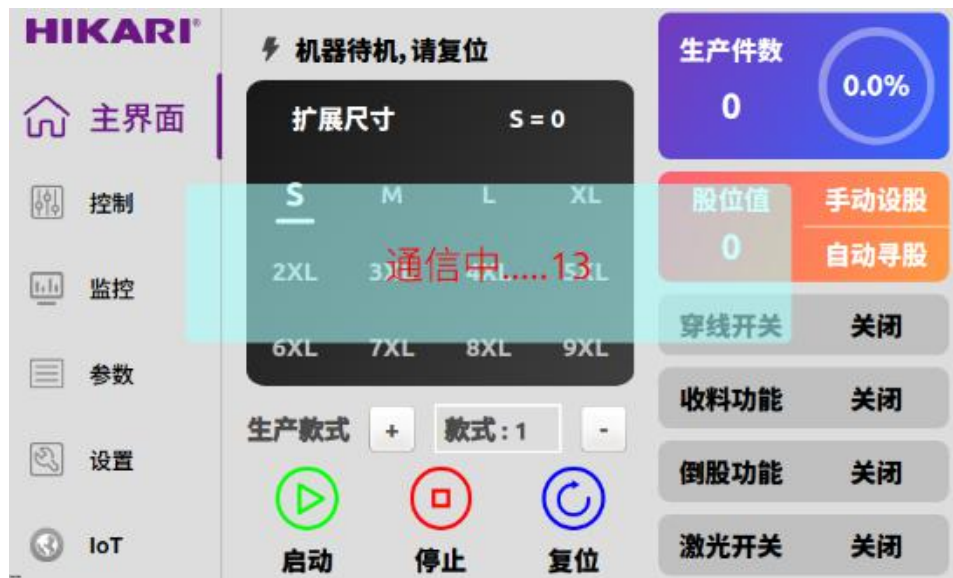 HIKARI®
主界面
控制
监控
参数
设置
IoT
机器待机,请复位
扩展尺寸 S = 0
S M L XL
2XL 3XL 4XL 5XL
通信中.....13
6XL 7XL 8XL 9XL
生产款式 + 款式 : 1 -
启动 停止 复位
生产件数
0
0.0%
股位值
0
手动设股
自动寻股
穿线开关 关闭
收料功能 关闭
倒股功能 关闭
激光开关 关闭